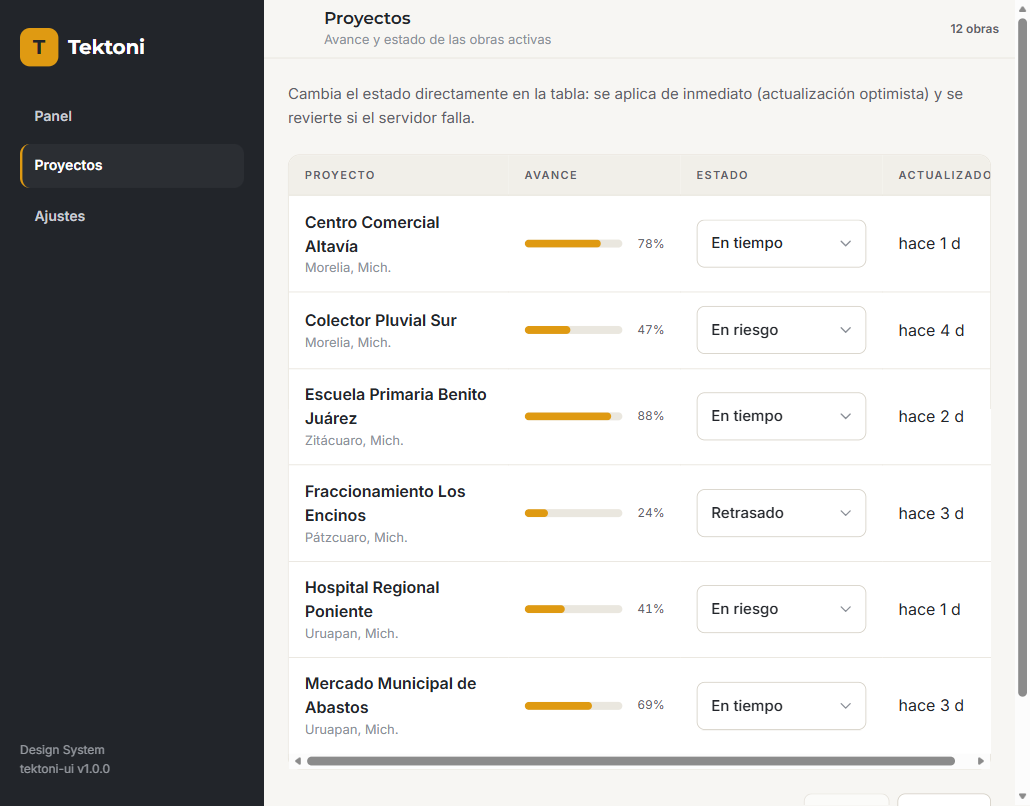 T Tektoni
Panel
Proyectos
Ajustes
Design System
tektoni-ui v1.0.0
Proyectos
Avance y estado de las obras activas
12 obras
Cambia el estado directamente en la tabla: se aplica de inmediato (actualización optimista) y se
revierte si el servidor falla.
PROYECTO AVANCE ESTADO ACTUALIZADO
Centro Comercial
Altavía
Morelia, Mich.
78% En tiempo hace 1 d
Colector Pluvial Sur
Morelia, Mich.
47% En riesgo hace 4 d
Escuela Primaria Benito
Juárez
Zitácuaro, Mich.
88% En tiempo hace 2 d
Fraccionamiento Los
Encinos
Pátzcuaro, Mich.
24% Retrasado hace 3 d
Hospital Regional
Poniente
Uruapan, Mich.
41% En riesgo hace 1 d
Mercado Municipal de
Abastos
Uruapan, Mich.
69% En tiempo hace 3 d